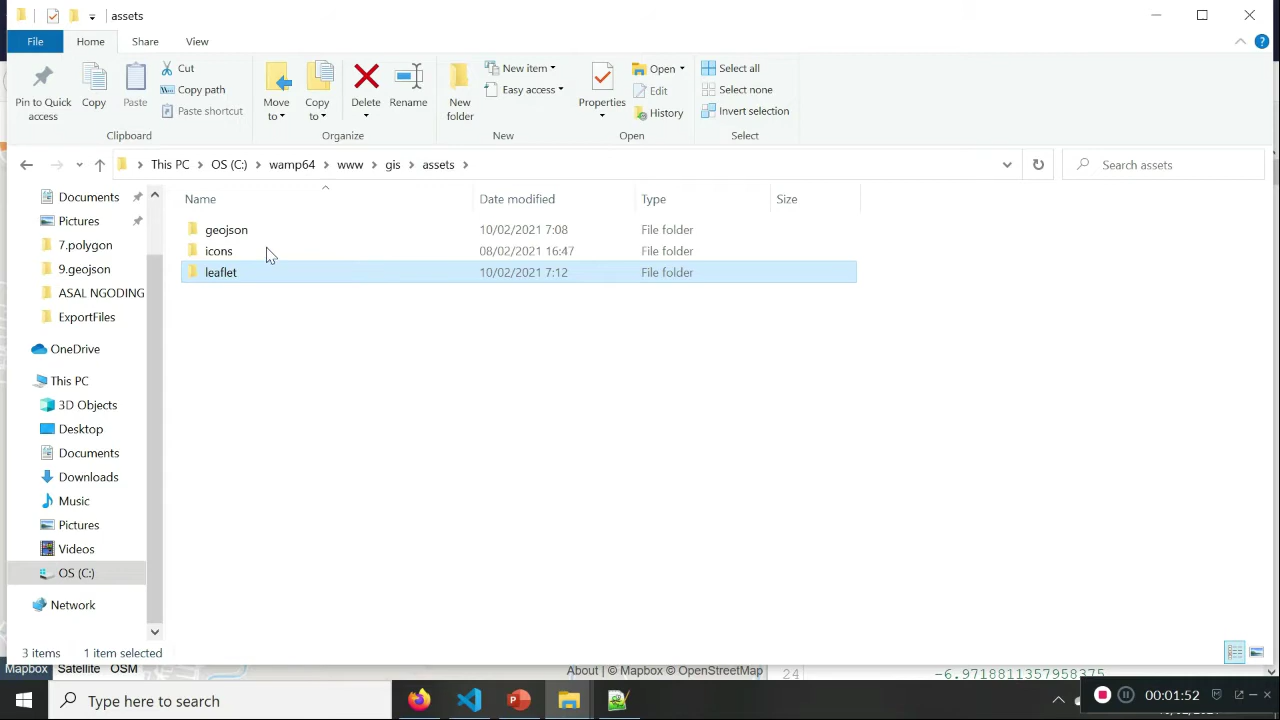 assets
File Home Share View
Pin to Quick access
Copy
Paste
Cut
Copy path
Paste shortcut
Move to
Copy to
Delete
Rename
New folder
New item
Easy access
Properties
Open
Edit
History
Select all
Select none
Invert selection
Clipboard Organize New Open Select
This PC OS (C:) wamp64 www gis assets
Search assets
Name Date modified Type Size
geojson 10/02/2021 7:08 File folder
icons 08/02/2021 16:47 File folder
leaflet 10/02/2021 7:12 File folder
Documents
Pictures
7.polygon
9.geojson
ASAL NGODING
ExportFiles
OneDrive
This PC
3D Objects
Desktop
Documents
Downloads
Music
Pictures
Videos
OS (C:)
Network
3 items 1 item selected
Mapbox Satellite OSM
About | © Mapbox © OpenStreetMap
24 -6.9718811357958375
Type here to search
00:01:52